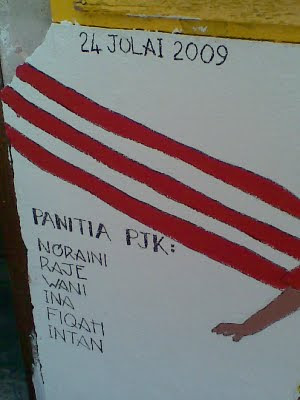 24 JULAI 2009
PANITIA PJK:
NORAINI
RAJE
WANI
INA
FIQAH
INTAN